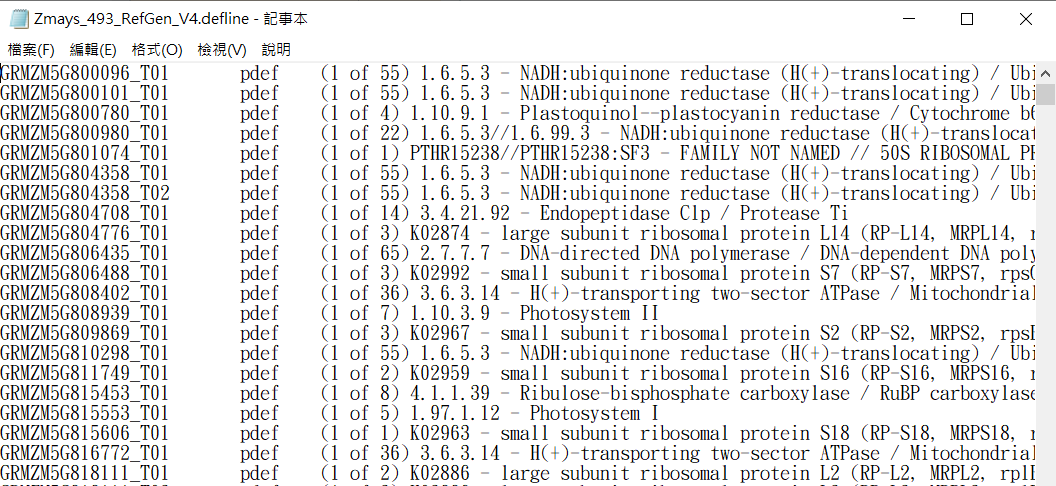 Zmays_493_RefGen_V4.defline - 記事本
檔案(F) 編輯(E) 格式(O) 檢視(V) 說明
GRMZM5G800096_T01 pdef (1 of 55) 1.6.5.3 - NADH:ubiquinone reductase (H(+)-translocating) / Ubi
GRMZM5G800101_T01 pdef (1 of 55) 1.6.5.3 - NADH:ubiquinone reductase (H(+)-translocating) / Ubi
GRMZM5G800780_T01 pdef (1 of 4) 1.10.9.1 - Plastoquinol--plastocyanin reductase / Cytochrome b6
GRMZM5G800980_T01 pdef (1 of 22) 1.6.5.3//1.6.99.3 - NADH:ubiquinone reductase (H(+)-translocat
GRMZM5G801074_T01 pdef (1 of 1) PTHR15238//PTHR15238:SF3 - FAMILY NOT NAMED // 50S RIBOSOMAL PR
GRMZM5G804358_T01 pdef (1 of 55) 1.6.5.3 - NADH:ubiquinone reductase (H(+)-translocating) / Ubi
GRMZM5G804358_T02 pdef (1 of 55) 1.6.5.3 - NADH:ubiquinone reductase (H(+)-translocating) / Ubi
GRMZM5G804708_T01 pdef (1 of 14) 3.4.21.92 - Endopeptidase Clp / Protease Ti
GRMZM5G804776_T01 pdef (1 of 3) K02874 - large subunit ribosomal protein L14 (RP-L14, MRPL14, r
GRMZM5G806435_T01 pdef (1 of 65) 2.7.7.7 - DNA-directed DNA polymerase / DNA-dependent DNA poly
GRMZM5G806488_T01 pdef (1 of 3) K02992 - small subunit ribosomal protein S7 (RP-S7, MRPS7, rps
GRMZM5G808402_T01 pdef (1 of 36) 3.6.3.14 - H(+)-transporting two-sector ATPase / Mitochondrial
GRMZM5G808939_T01 pdef (1 of 7) 1.10.3.9 - Photosystem II
GRMZM5G809869_T01 pdef (1 of 3) K02967 - small subunit ribosomal protein S2 (RP-S2, MRPS2, rps
GRMZM5G810298_T01 pdef (1 of 55) 1.6.5.3 - NADH:ubiquinone reductase (H(+)-translocating) / Ubi
GRMZM5G811749_T01 pdef (1 of 2) K02959 - small subunit ribosomal protein S16 (RP-S16, MRPS16, r
GRMZM5G815453_T01 pdef (1 of 8) 4.1.1.39 - Ribulose-bisphosphate carboxylase / RuBP carboxylase
GRMZM5G815553_T01 pdef (1 of 5) 1.97.1.12 - Photosystem I
GRMZM5G815606_T01 pdef (1 of 1) K02963 - small subunit ribosomal protein S18 (RP-S18, MRPS18, r
GRMZM5G816772_T01 pdef (1 of 36) 3.6.3.14 - H(+)-transporting two-sector ATPase / Mitochondrial
GRMZM5G818111_T01 pdef (1 of 2) K02886 - large subunit ribosomal protein L2 (RP-L2, MRPL2, rpl